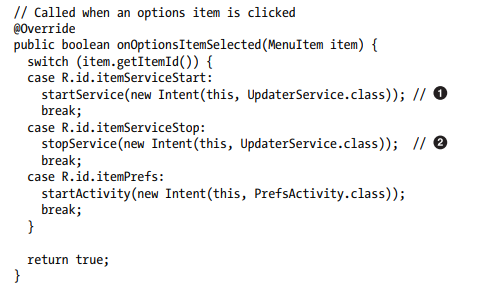 // Called when an options item is clicked
@Override
public boolean onOptionsItemSelected(MenuItem item) {
  switch (item.getItemId()) {
  case R.id.itemServiceStart:
    startService(new Intent(this, UpdaterService.class)); // ❶
    break;
  case R.id.itemServiceStop:
    stopService(new Intent(this, UpdaterService.class));  // ❷
    break;
  case R.id.itemPrefs:
    startActivity(new Intent(this, PrefsActivity.class));
    break;
  }

  return true;
}